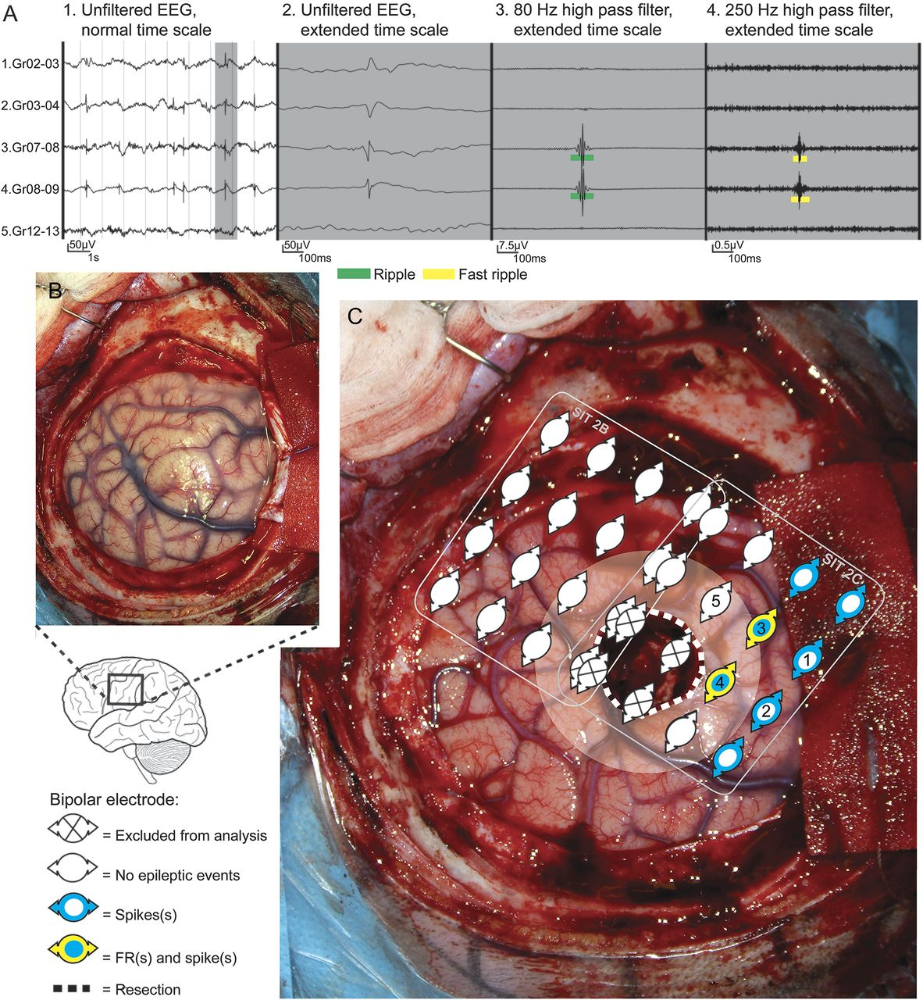 A
1. Unfiltered EEG,
normal time scale
2. Unfiltered EEG,
extended time scale
3. 80 Hz high pass filter,
extended time scale
4. 250 Hz high pass filter,
extended time scale
1.Gr02-03
2.Gr03-04
3.Gr07-08
4.Gr08-09
5.Gr12-13
50µV
1s
50µV
100ms
7.5µV
100ms
0.5µV
100ms
Ripple
Fast ripple
B
C
SIT 2B
SIT 2C
5
3
1
4
2
Bipolar electrode:
= Excluded from analysis
= No epileptic events
= Spikes(s)
= FR(s) and spike(s)
= Resection